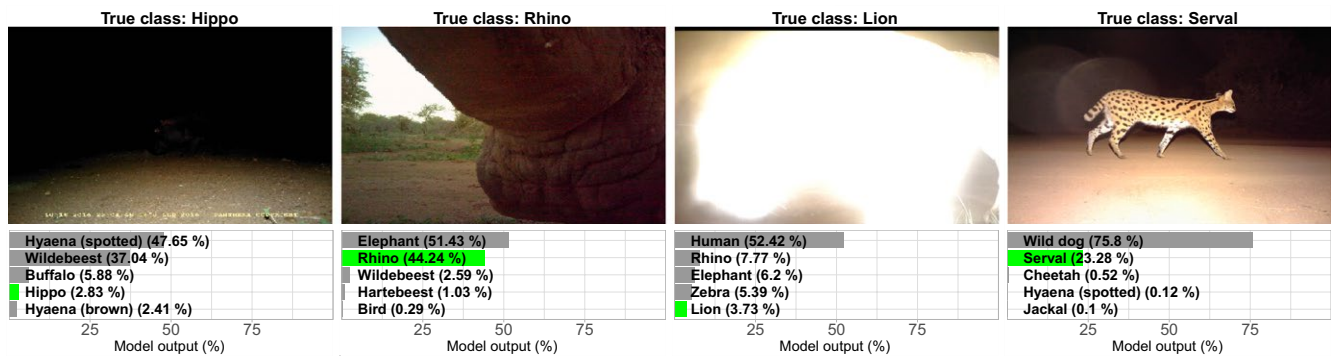 True class: Hippo
Hyaena (spotted) (47.65 %)
Wildebeest (37.04 %)
Buffalo (5.88 %)
Hippo (2.83 %)
Hyaena (brown) (2.41 %)
25 50 75
Model output (%)
True class: Rhino
Elephant (51.43 %)
Rhino (44.24 %)
Wildebeest (2.59 %)
Hartebeest (1.03 %)
Bird (0.29 %)
25 50 75
Model output (%)
True class: Lion
Human (52.42 %)
Rhino (7.77 %)
Elephant (6.2 %)
Zebra (5.39 %)
Lion (3.73 %)
25 50 75
Model output (%)
True class: Serval
Wild dog (75.8 %)
Serval (23.28 %)
Cheetah (0.52 %)
Hyaena (spotted) (0.12 %)
Jackal (0.1 %)
25 50 75
Model output (%)